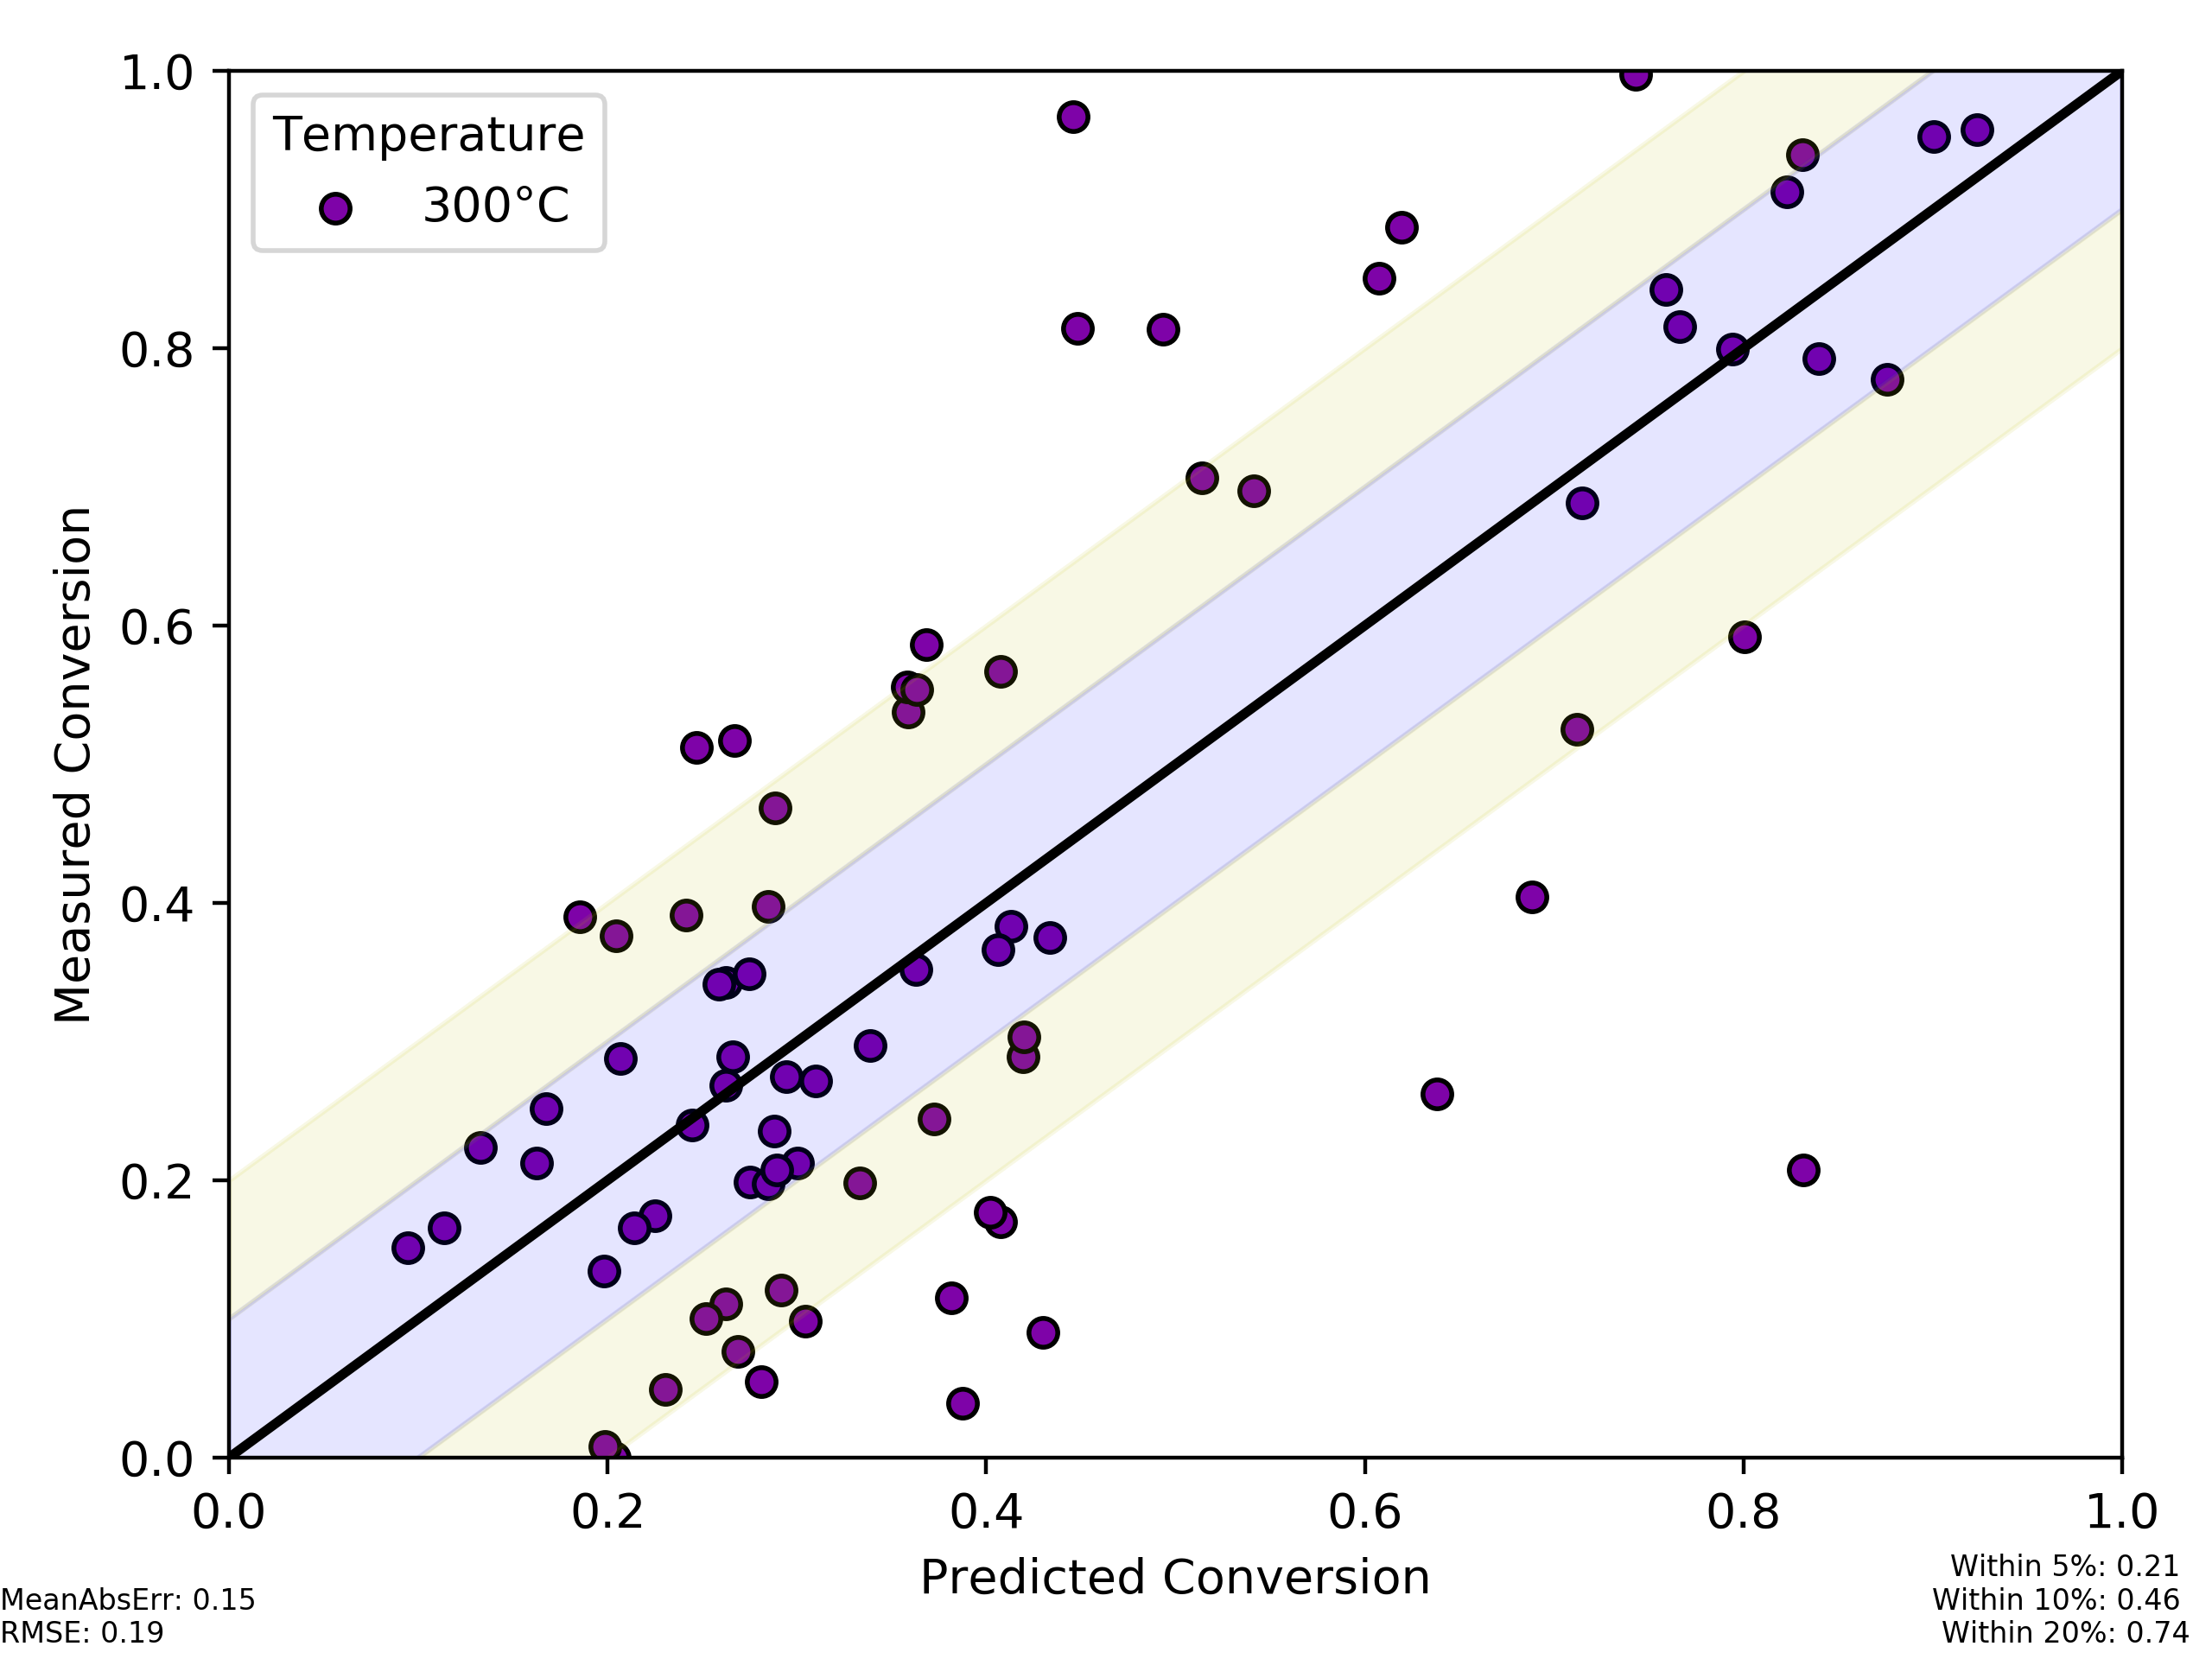 1.0
Temperature
300°C
0.8
0.6
0.4
0.2
0.0
Measured Conversion
0.0 0.2 0.4 0.6 0.8 1.0
Predicted Conversion
MeanAbsErr: 0.15
RMSE: 0.19
Within 5%: 0.21
Within 10%: 0.46
Within 20%: 0.74